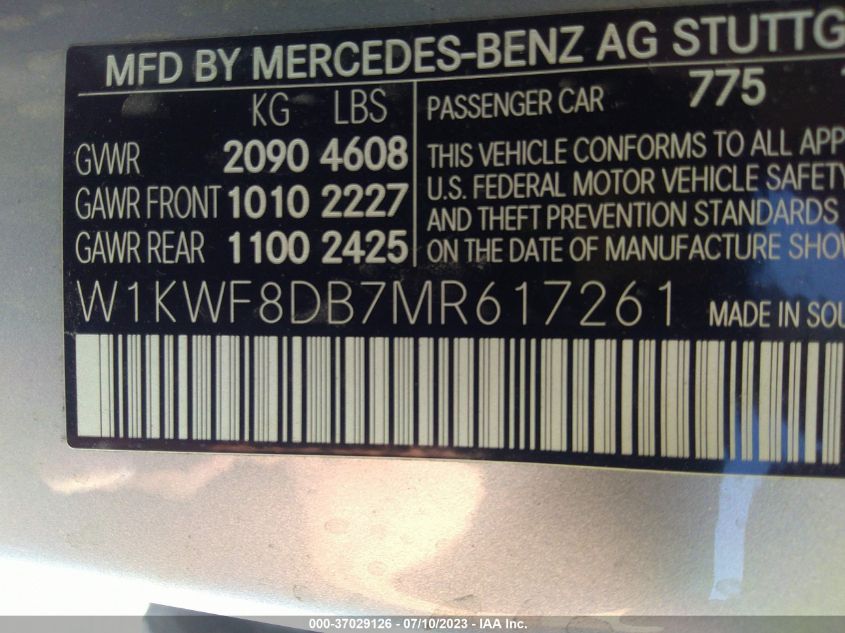 MFD BY MERCEDES-BENZ AG STUTTG
KG LBS
GVWR 2090 4608
GAWR FRONT 1010 2227
GAWR REAR 1100 2425
PASSENGER CAR 775
THIS VEHICLE CONFORMS TO ALL APP
U.S. FEDERAL MOTOR VEHICLE SAFETY
AND THEFT PREVENTION STANDARDS
ON THE DATE OF MANUFACTURE SHO
W1KWF8DB7MR617261 MADE IN SOU
000-37029126 - 07/10/2023 - IAA Inc.